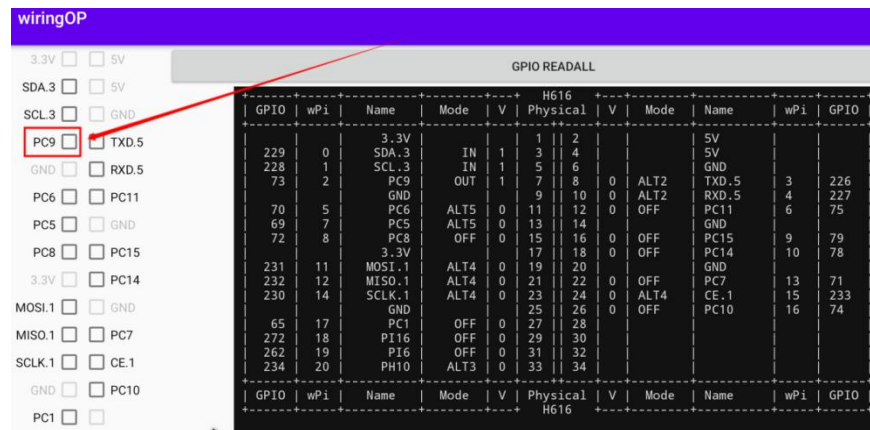 wiringOP
3.3V 5V
SDA.3 5V
SCL.3 GND
PC9 TXD.5
GND RXD.5
PC6 PC11
PC5 GND
PC8 PC15
3.3V PC14
MOSI.1 GND
MISO.1 PC7
SCLK.1 CE.1
GND PC10
PC1
GPIO READALL
+------+-----+----------+--------+---+ H616 +---+--------+----------+-----+------+
| GPIO | wPi | Name | Mode | V | Physical | V | Mode | Name | wPi | GPIO |
+------+-----+----------+--------+---+----++----+---+--------+----------+-----+------+
| | | 3.3V | | | 1 || 2 | | | 5V | | |
| 229 | 0 | SDA.3 | IN | 1 | 3 || 4 | | | 5V | | |
| 228 | 1 | SCL.3 | IN | 1 | 5 || 6 | | | GND | | |
| 73 | 2 | PC9 | OUT | 1 | 7 || 8 | 0 | ALT2 | TXD.5 | 3 | 226 |
| | | GND | | | 9 || 10 | 0 | ALT2 | RXD.5 | 4 | 227 |
| 70 | 5 | PC6 | ALT5 | 0 | 11 || 12 | 0 | OFF | PC11 | 6 | 75 |
| 69 | 7 | PC5 | ALT5 | 0 | 13 || 14 | | | GND | | |
| 72 | 8 | PC8 | OFF | 0 | 15 || 16 | 0 | OFF | PC15 | 9 | 79 |
| | | 3.3V | | | 17 || 18 | 0 | OFF | PC14 | 10 | 78 |
| 231 | 11 | MOSI.1 | ALT4 | 0 | 19 || 20 | | | GND | | |
| 232 | 12 | MISO.1 | ALT4 | 0 | 21 || 22 | 0 | OFF | PC7 | 13 | 71 |
| 230 | 14 | SCLK.1 | ALT4 | 0 | 23 || 24 | 0 | ALT4 | CE.1 | 15 | 233 |
| | | GND | | | 25 || 26 | 0 | OFF | PC10 | 16 | 74 |
| 65 | 17 | PC1 | OFF | 0 | 27 || 28 | | | | | |
| 272 | 18 | PI16 | OFF | 0 | 29 || 30 | | | | | |
| 262 | 19 | PI6 | OFF | 0 | 31 || 32 | | | | | |
| 234 | 20 | PH10 | ALT3 | 0 | 33 || 34 | | | | | |
+------+-----+----------+--------+---+----++----+---+--------+----------+-----+------+
| GPIO | wPi | Name | Mode | V | Physical | V | Mode | Name | wPi | GPIO |
+------+-----+----------+--------+---+ H616 +---+--------+----------+-----+------+